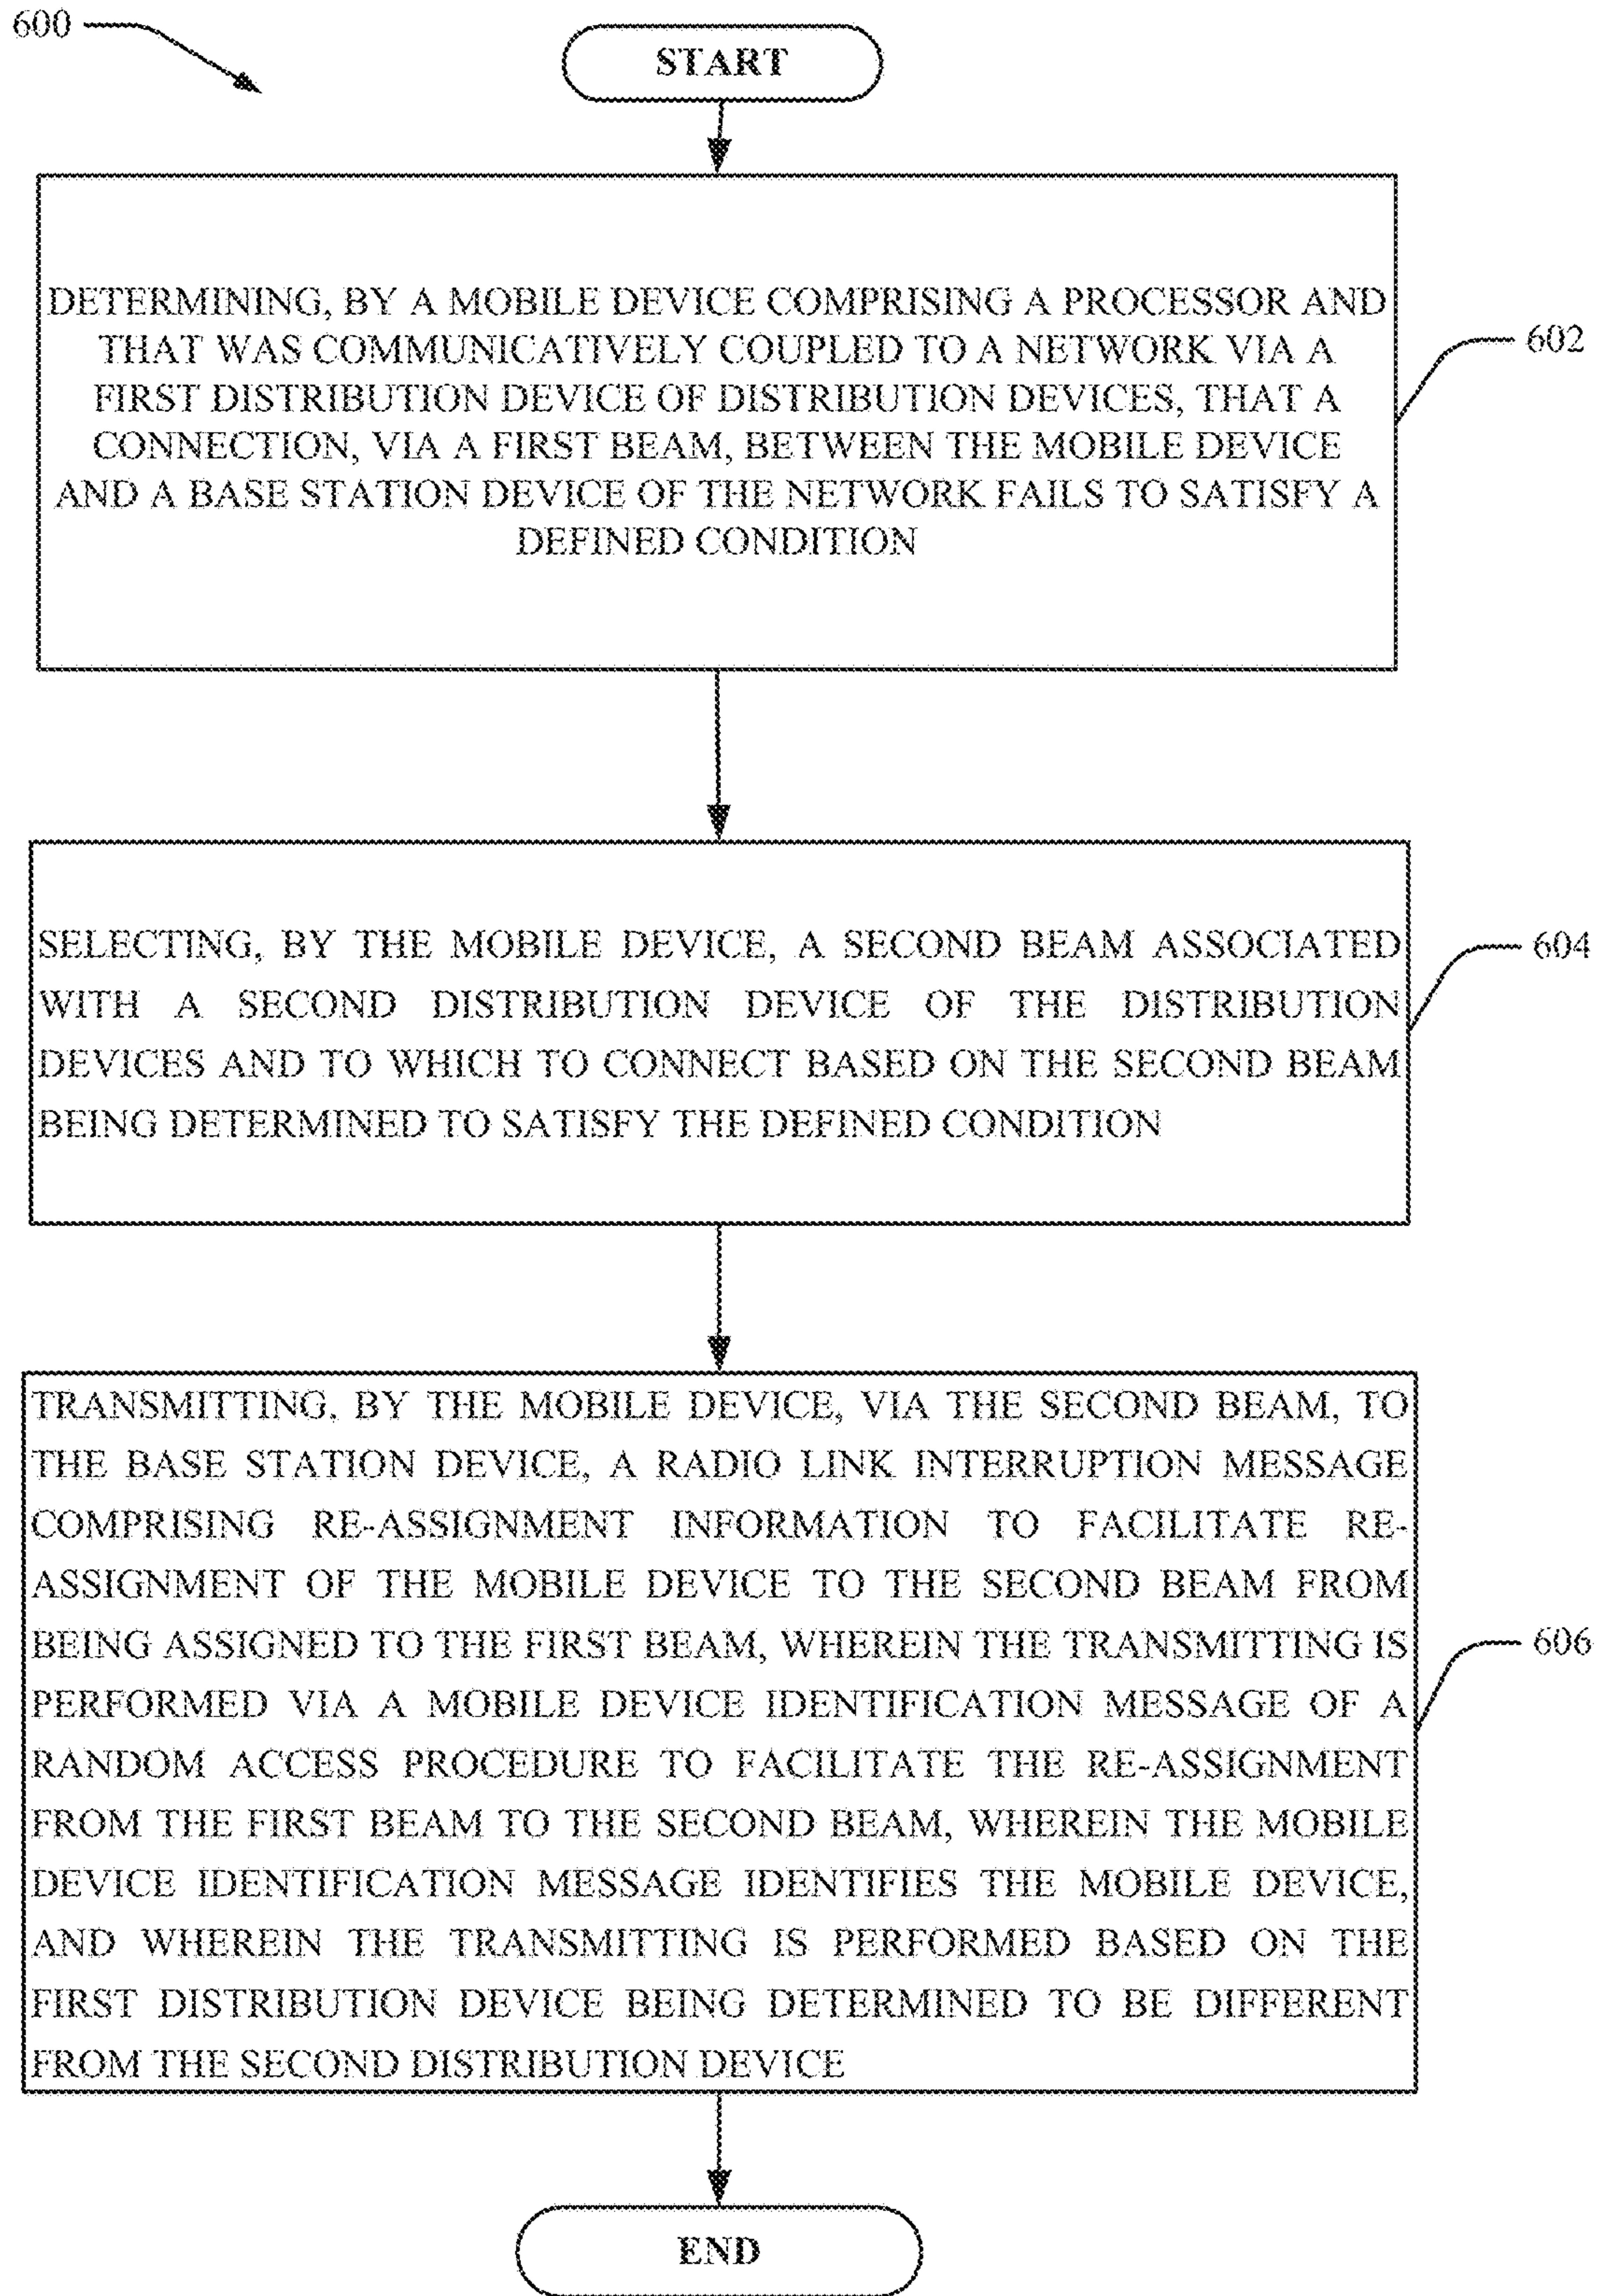 600
START
DETERMINING, BY A MOBILE DEVICE COMPRISING A PROCESSOR AND
THAT WAS COMMUNICATIVELY COUPLED TO A NETWORK VIA A
FIRST DISTRIBUTION DEVICE OF DISTRIBUTION DEVICES, THAT A
CONNECTION, VIA A FIRST BEAM, BETWEEN THE MOBILE DEVICE
AND A BASE STATION DEVICE OF THE NETWORK FAILS TO SATISFY A
DEFINED CONDITION
602
SELECTING, BY THE MOBILE DEVICE, A SECOND BEAM ASSOCIATED
WITH A SECOND DISTRIBUTION DEVICE OF THE DISTRIBUTION
DEVICES AND TO WHICH TO CONNECT BASED ON THE SECOND BEAM
BEING DETERMINED TO SATISFY THE DEFINED CONDITION
604
TRANSMITTING, BY THE MOBILE DEVICE, VIA THE SECOND BEAM, TO
THE BASE STATION DEVICE, A RADIO LINK INTERRUPTION MESSAGE
COMPRISING RE-ASSIGNMENT INFORMATION TO FACILITATE RE-
ASSIGNMENT OF THE MOBILE DEVICE TO THE SECOND BEAM FROM
BEING ASSIGNED TO THE FIRST BEAM, WHEREIN THE TRANSMITTING IS
PERFORMED VIA A MOBILE DEVICE IDENTIFICATION MESSAGE OF A
RANDOM ACCESS PROCEDURE TO FACILITATE THE RE-ASSIGNMENT
FROM THE FIRST BEAM TO THE SECOND BEAM, WHEREIN THE MOBILE
DEVICE IDENTIFICATION MESSAGE IDENTIFIES THE MOBILE DEVICE,
AND WHEREIN THE TRANSMITTING IS PERFORMED BASED ON THE
FIRST DISTRIBUTION DEVICE BEING DETERMINED TO BE DIFFERENT
FROM THE SECOND DISTRIBUTION DEVICE
606
END